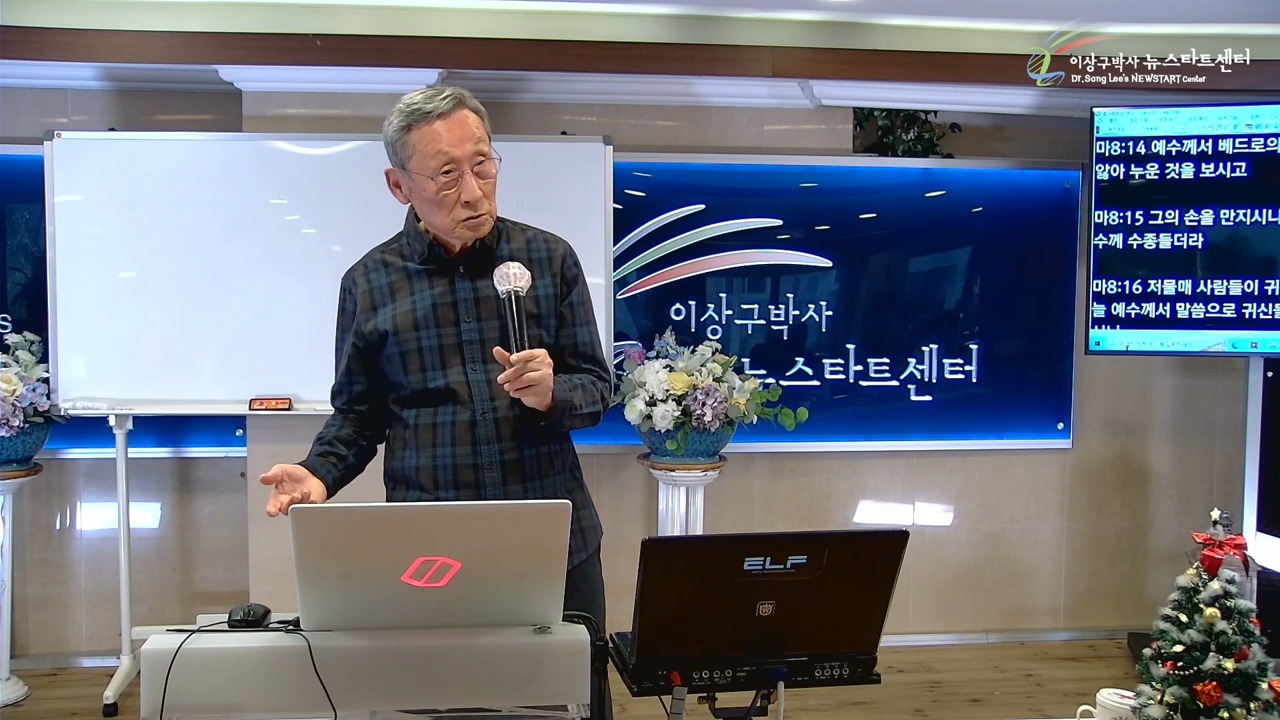 이상구박사 뉴스타트센터
Dr. Sang Lee's NEWSTART Center
마8:14 예수께서 베드로의
앓아 누운 것을 보시고
마8:15 그의 손을 만지시니
수께 수종들더라
마8:16 저물매 사람들이 귀
늘 예수께서 말씀으로 귀신들
이상구박사
뉴스타트센터
S
ELF